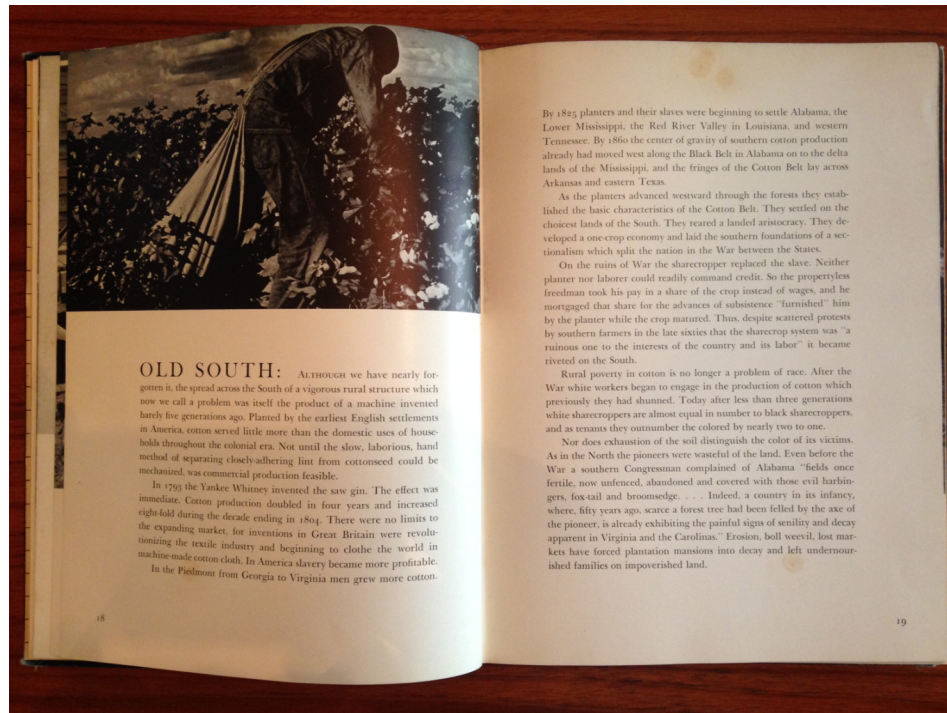 OLD SOUTH: ALTHOUGH we have nearly for-
gotten it, the spread across the South of a vigorous rural structure which
now we call a problem was itself the product of a machine invented
barely five generations ago. Planted by the earliest English settlements
in America, cotton served little more than the domestic uses of house-
holds throughout the colonial era. Not until the slow, laborious, hand
method of separating closely-adhering lint from cottonseed could be
mechanized, was commercial production feasible.
In 1793 the Yankee Whitney invented the saw gin. The effect was
immediate. Cotton production doubled in four years and increased
eight-fold during the decade ending in 1804. There were no limits to
the expanding market, for inventions in Great Britain were revolu-
tionizing the textile industry and beginning to clothe the world in
machine-made cotton cloth. In America slavery became more profitable.
In the Piedmont from Georgia to Virginia men grew more cotton.
18
By 1825 planters and their slaves were beginning to settle Alabama, the
Lower Mississippi, the Red River Valley in Louisiana, and western
Tennessee. By 1860 the center of gravity of southern cotton production
already had moved west along the Black Belt in Alabama on to the delta
lands of the Mississippi, and the fringes of the Cotton Belt lay across
Arkansas and eastern Texas.
As the planters advanced westward through the forests they estab-
lished the basic characteristics of the Cotton Belt. They settled on the
choicest lands of the South. They reared a landed aristocracy. They de-
veloped a one-crop economy and laid the southern foundations of a sec-
tionalism which split the nation in the War between the States.
On the ruins of War the sharecropper replaced the slave. Neither
planter nor laborer could readily command credit. So the propertyless
freedman took his pay in a share of the crop instead of wages, and he
mortgaged that share for the advances of subsistence "furnished" him
by the planter while the crop matured. Thus, despite scattered protests
by southern farmers in the late sixties that the sharecrop system was "a
ruinous one to the interests of the country and its labor" it became
riveted on the South.
Rural poverty in cotton is no longer a problem of race. After the
War white workers began to engage in the production of cotton which
previously they had shunned. Today after less than three generations
white sharecroppers are almost equal in number to black sharecroppers,
and as tenants they outnumber the colored by nearly two to one.
Nor does exhaustion of the soil distinguish the color of its victims.
As in the North the pioneers were wasteful of the land. Even before the
War a southern Congressman complained of Alabama "fields once
fertile, now unfenced, abandoned and covered with those evil harbin-
gers, fox-tail and broomsedge. . . . Indeed, a country in its infancy,
where, fifty years ago, scarce a forest tree had been felled by the axe of
the pioneer, is already exhibiting the painful signs of senility and decay
apparent in Virginia and the Carolinas." Erosion, boll weevil, lost mar-
kets have forced plantation mansions into decay and left undernour-
ished families on impoverished land.
19